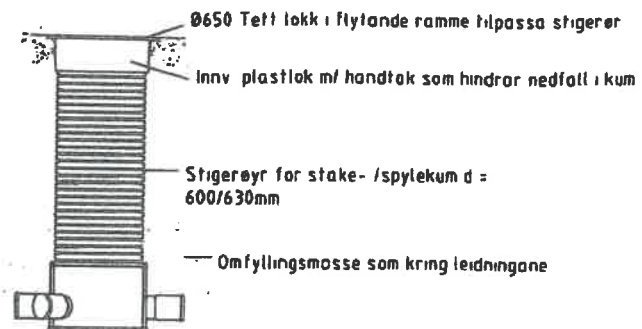 Ø650 Tett lokk i flytande ramme tilpassa stigerør
Innv plastlok m/ handtak som hindrar nedfall i kum
Stigerøyr for stake- /spylekum d =
600/630mm
Omfyllingsmasse som kring leidningane